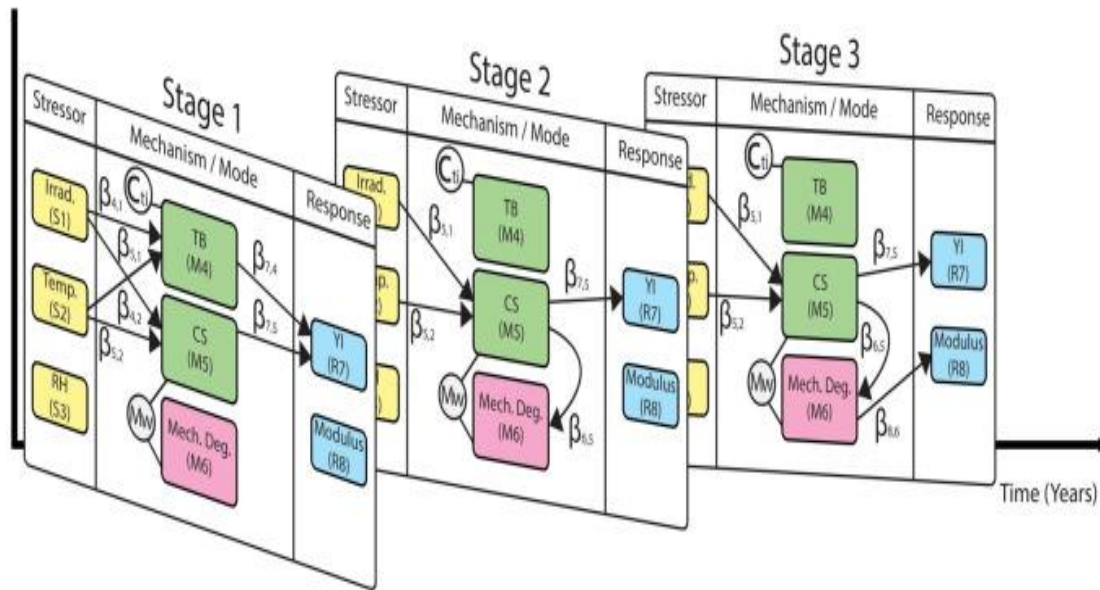 Stage 1
Stressor
Mechanism / Mode
Response
Irrad.
(S1)
Temp.
(S2)
RH
(S3)
Cti
TB
(M4)
CS
(M5)
Mw
Mech. Deg.
(M6)
YI
(R7)
Modulus
(R8)
β4,1
β5,1
β4,2
β5,2
β7,4
β7,5
Stage 2
Stressor
Mechanism / Mode
Response
Irrad.
Cti
TB
(M4)
CS
(M5)
Mw
Mech. Deg.
(M6)
YI
(R7)
Modulus
(R8)
β5,1
β5,2
β7,5
β6,5
Stage 3
Stressor
Mechanism / Mode
Response
Cti
TB
(M4)
CS
(M5)
Mw
Mech. Deg.
(M6)
YI
(R7)
Modulus
(R8)
β5,1
β5,2
β7,5
β6,5
Time (Years)